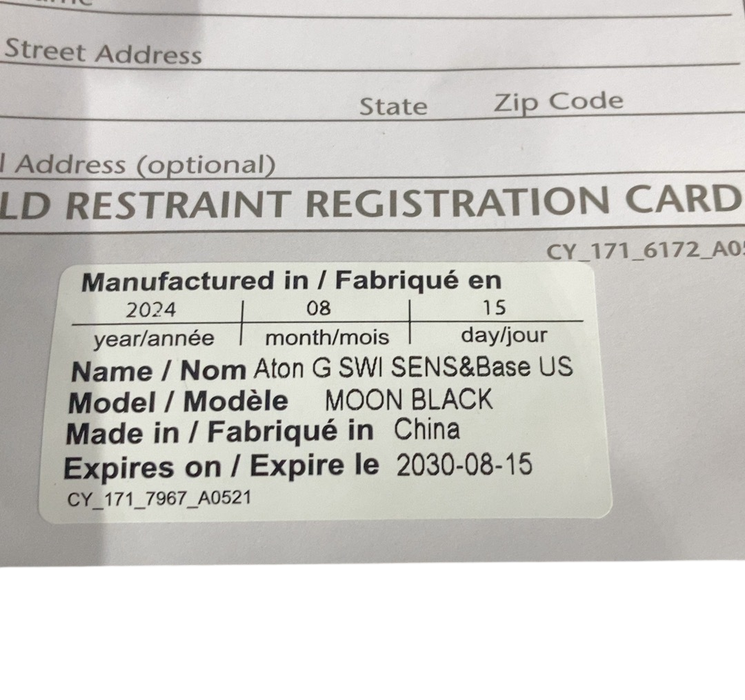 Street Address
State Zip Code
Address (optional)
LD RESTRAINT REGISTRATION CARD
CY_171_6172_A0
Manufactured in / Fabriqué en
2024 08 15
year/année month/mois day/jour
Name / Nom Aton G SWI SENS&Base US
Model / Modèle MOON BLACK
Made in / Fabriqué in China
Expires on / Expire le 2030-08-15
CY_171_7967_A0521